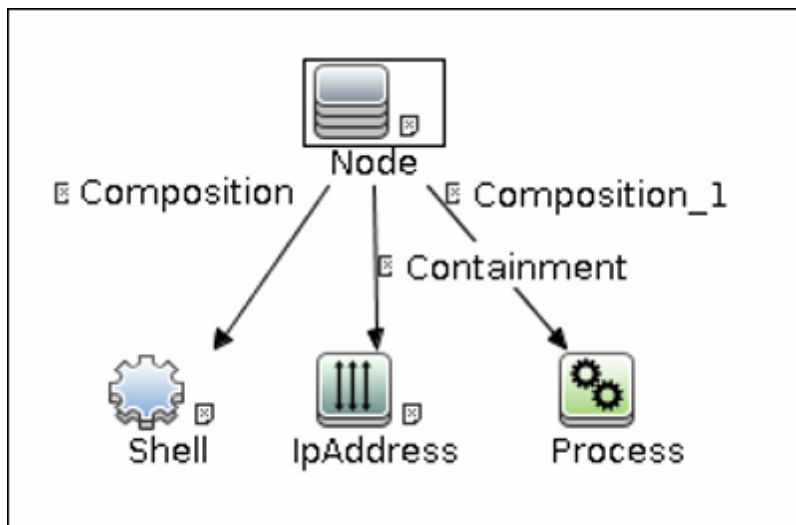 Node
Composition
Composition_1
Containment
Shell
IpAddress
Process